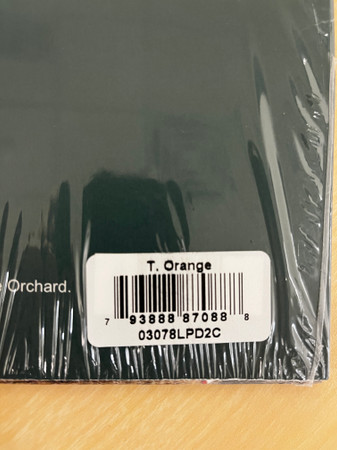 T. Orange
e Orchard.
7 93888 87088 8
03078LPD2C